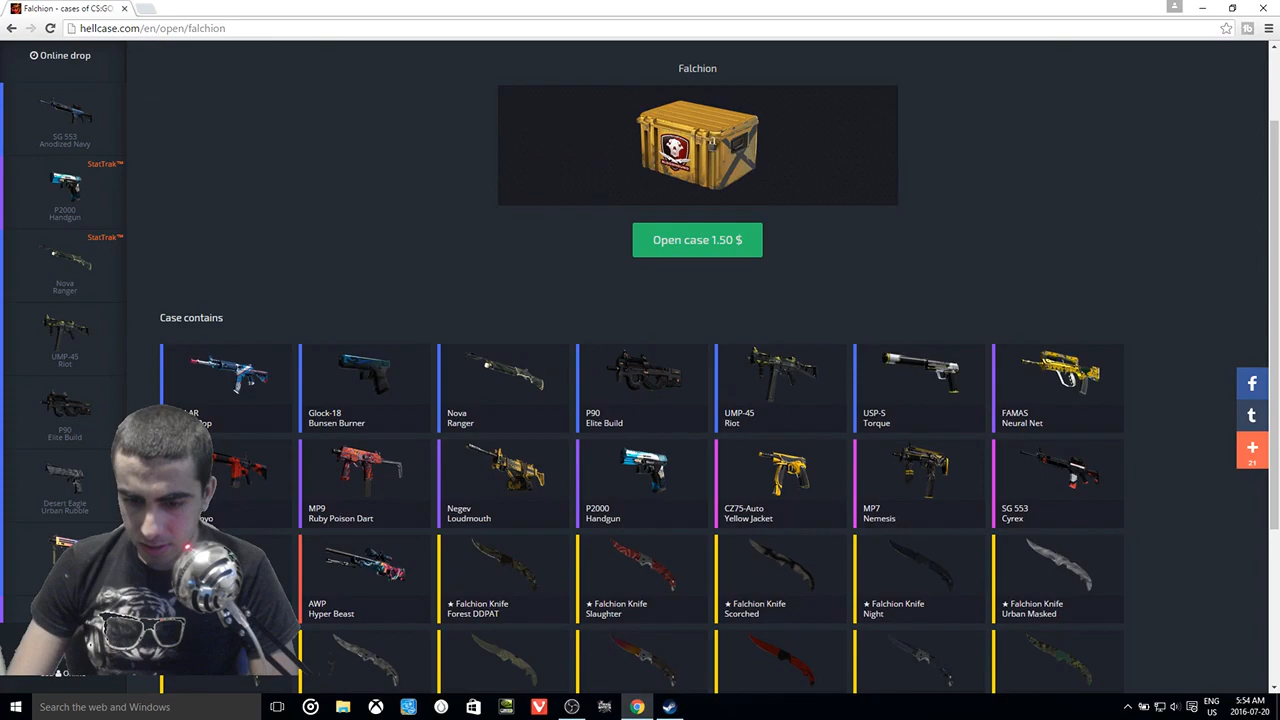 Falchion - cases of CS:GO
hellcase.com/en/open/falchion
Online drop
SG 553
Anodized Navy
StatTrak™
P2000
Handgun
StatTrak™
Nova
Ranger
UMP-45
Riot
P90
Elite Build
Desert Eagle
Urban Rubble
Falchion
Open case 1.50 $
Case contains
Glock-18
Bunsen Burner
Nova
Ranger
P90
Elite Build
UMP-45
Riot
USP-S
Torque
FAMAS
Neural Net
MP9
Ruby Poison Dart
Negev
Loudmouth
P2000
Handgun
CZ75-Auto
Yellow Jacket
MP7
Nemesis
SG 553
Cyrex
AWP
Hyper Beast
★ Falchion Knife
Forest DDPAT
★ Falchion Knife
Slaughter
★ Falchion Knife
Scorched
★ Falchion Knife
Night
★ Falchion Knife
Urban Masked
21
Search the web and Windows
ENG
US
5:54 AM
2016-07-20